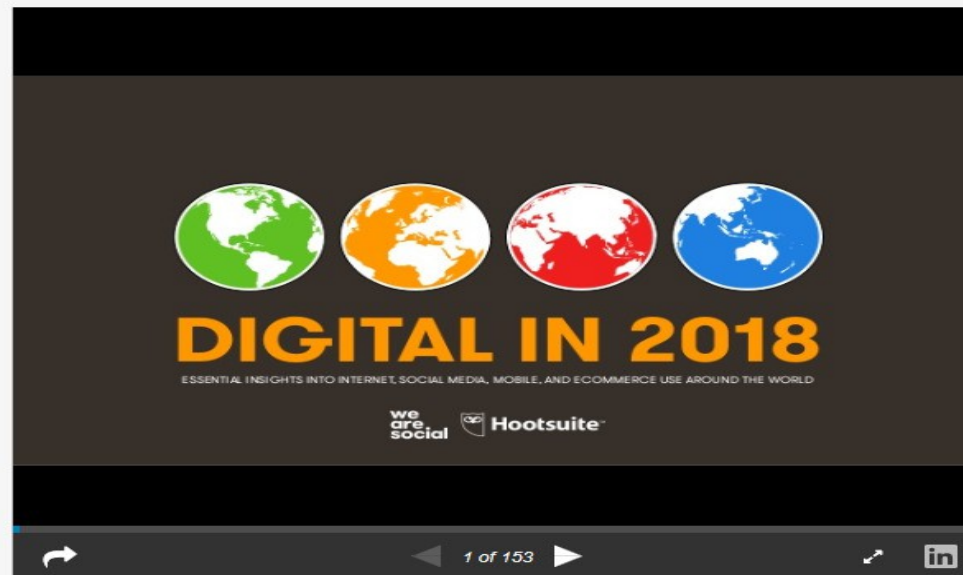 DIGITAL IN 2018
ESSENTIAL INSIGHTS INTO INTERNET, SOCIAL MEDIA, MOBILE, AND ECOMMERCE USE AROUND THE WORLD
we
are
social
Hootsuite™
1 of 153
in